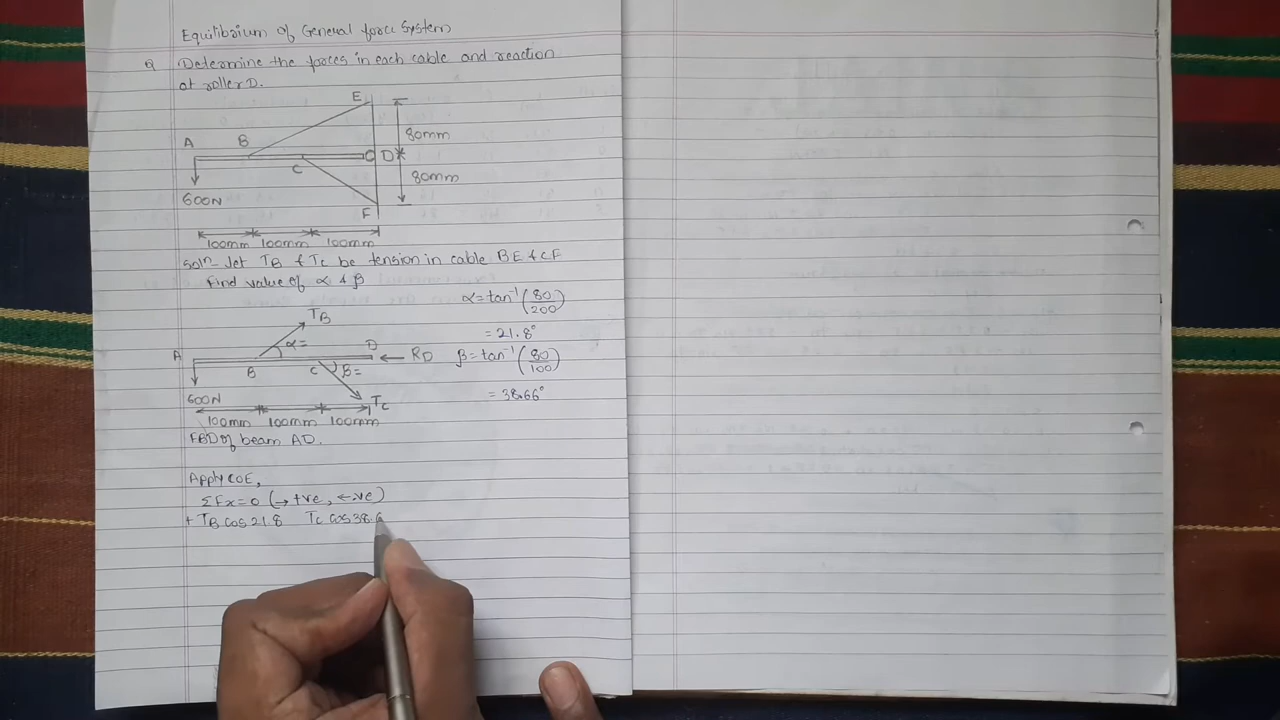 Equilibrium of General force System
Q Determine the forces in each cable and reaction
at roller D.
E
80mm
A B D
C
80mm
600N
F
100mm 100mm 100mm
Soln- Let TB & TC be tension in cable BE & CF
Find value of α & β
α = tan⁻¹ (80/200)
TB
= 21.8°
α=
A D RD β = tan⁻¹ (80/100)
B C β=
= 38.66°
600N TC
100mm 100mm 100mm
FBD of beam AD.
Apply COE,
ΣFx=0 (→ +ve, ← -ve)
+ TB cos 21.8 TC cos 38.6